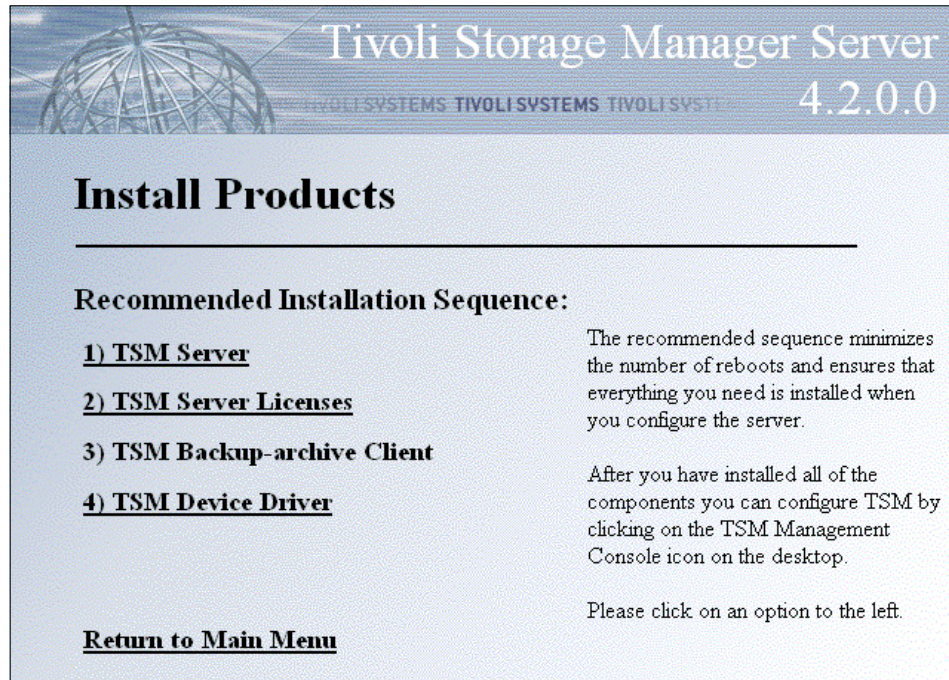 Tivoli Storage Manager Server
4.2.0.0
TIVOLI SYSTEMS TIVOLI SYSTEMS TIVOLI
Install Products
Recommended Installation Sequence:
1) TSM Server
2) TSM Server Licenses
3) TSM Backup-archive Client
4) TSM Device Driver
Return to Main Menu
The recommended sequence minimizes
the number of reboots and ensures that
everything you need is installed when
you configure the server.
After you have installed all of the
components you can configure TSM by
clicking on the TSM Management
Console icon on the desktop.
Please click on an option to the left.